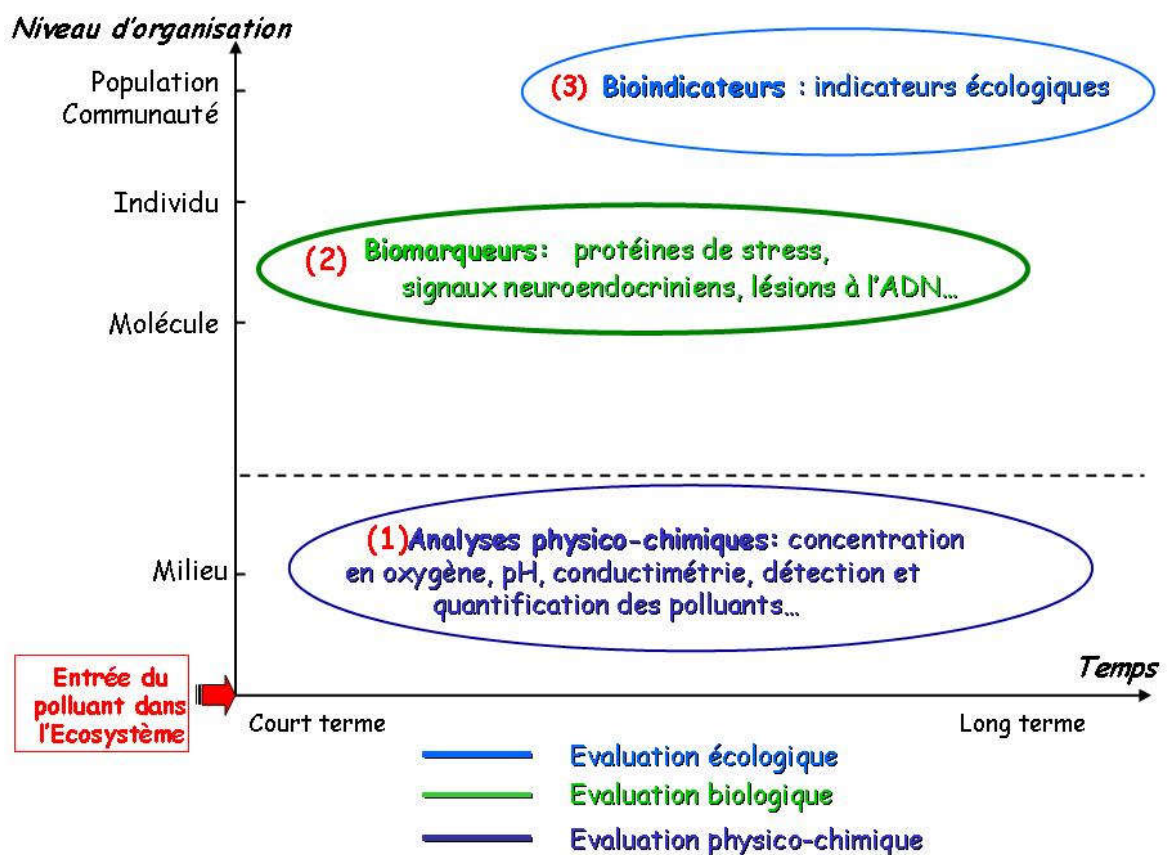 Niveau d'organisation
Population
Communauté
(3) Bioindicateurs : indicateurs écologiques
Individu
(2) Biomarqueurs: protéines de stress,
signaux neuroendocriniens, lésions à l'ADN...
Molécule
(1) Analyses physico-chimiques: concentration
en oxygène, pH, conductimétrie, détection et
quantification des polluants...
Milieu
Entrée du
polluant dans
l'Ecosystème
Temps
Court terme
Long terme
Evaluation écologique
Evaluation biologique
Evaluation physico-chimique